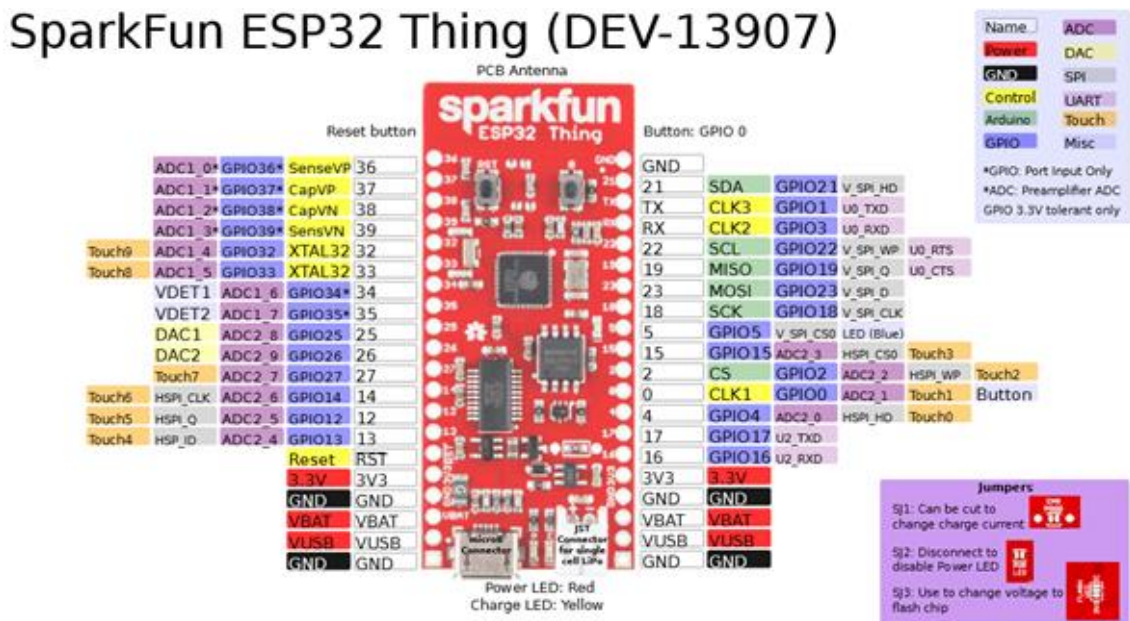 SparkFun ESP32 Thing (DEV-13907)
Name ADC
Power DAC
GND SPI
Control UART
Arduino Touch
GPIO Misc
*GPIO: Port Input Only
*ADC: Preamplifier ADC
GPIO 3.3V tolerant only
PCB Antenna
Reset button
Button: GPIO 0
sparkfun
ESP32 Thing
ADC1_0* GPIO36* SenseVP 36
ADC1_1* GPIO37* CapVP 37
ADC1_2* GPIO38* CapVN 38
ADC1_3* GPIO39* SensVN 39
Touch9 ADC1_4 GPIO32 XTAL32 32
Touch8 ADC1_5 GPIO33 XTAL32 33
VDET1 ADC1_6 GPIO34* 34
VDET2 ADC1_7 GPIO35* 35
DAC1 ADC2_8 GPIO25 25
DAC2 ADC2_9 GPIO26 26
Touch7 ADC2_7 GPIO27 27
Touch6 HSPI_CLK ADC2_6 GPIO14 14
Touch5 HSPI_Q ADC2_5 GPIO12 12
Touch4 HSP_ID ADC2_4 GPIO13 13
Reset RST
3.3V 3V3
GND GND
VBAT VBAT
VUSB VUSB
GND GND
GND
21 SDA GPIO21 V_SPI_HD
TX CLK3 GPIO1 U0_TXD
RX CLK2 GPIO3 U0_RXD
22 SCL GPIO22 V_SPI_WP U0_RTS
19 MISO GPIO19 V_SPI_Q U0_CTS
23 MOSI GPIO23 V_SPI_D
18 SCK GPIO18 V_SPI_CLK
5 GPIO5 V_SPI_CS0 LED (Blue)
15 GPIO15 ADC2_3 HSPI_CS0 Touch3
2 CS GPIO2 ADC2_2 HSPI_WP Touch2
0 CLK1 GPIO0 ADC2_1 Touch1 Button
4 GPIO4 ADC2_0 HSPI_HD Touch0
17 GPIO17 U2_TXD
16 GPIO16 U2_RXD
3V3 3.3V
GND GND
VBAT VBAT
VUSB VUSB
GND GND
microB
Connector
JST
Connector
for single
cell LiPo
Power LED: Red
Charge LED: Yellow
Jumpers
SJ1: Can be cut to
change charge current
SJ2: Disconnect to
disable Power LED
SJ3: Use to change voltage to
flash chip